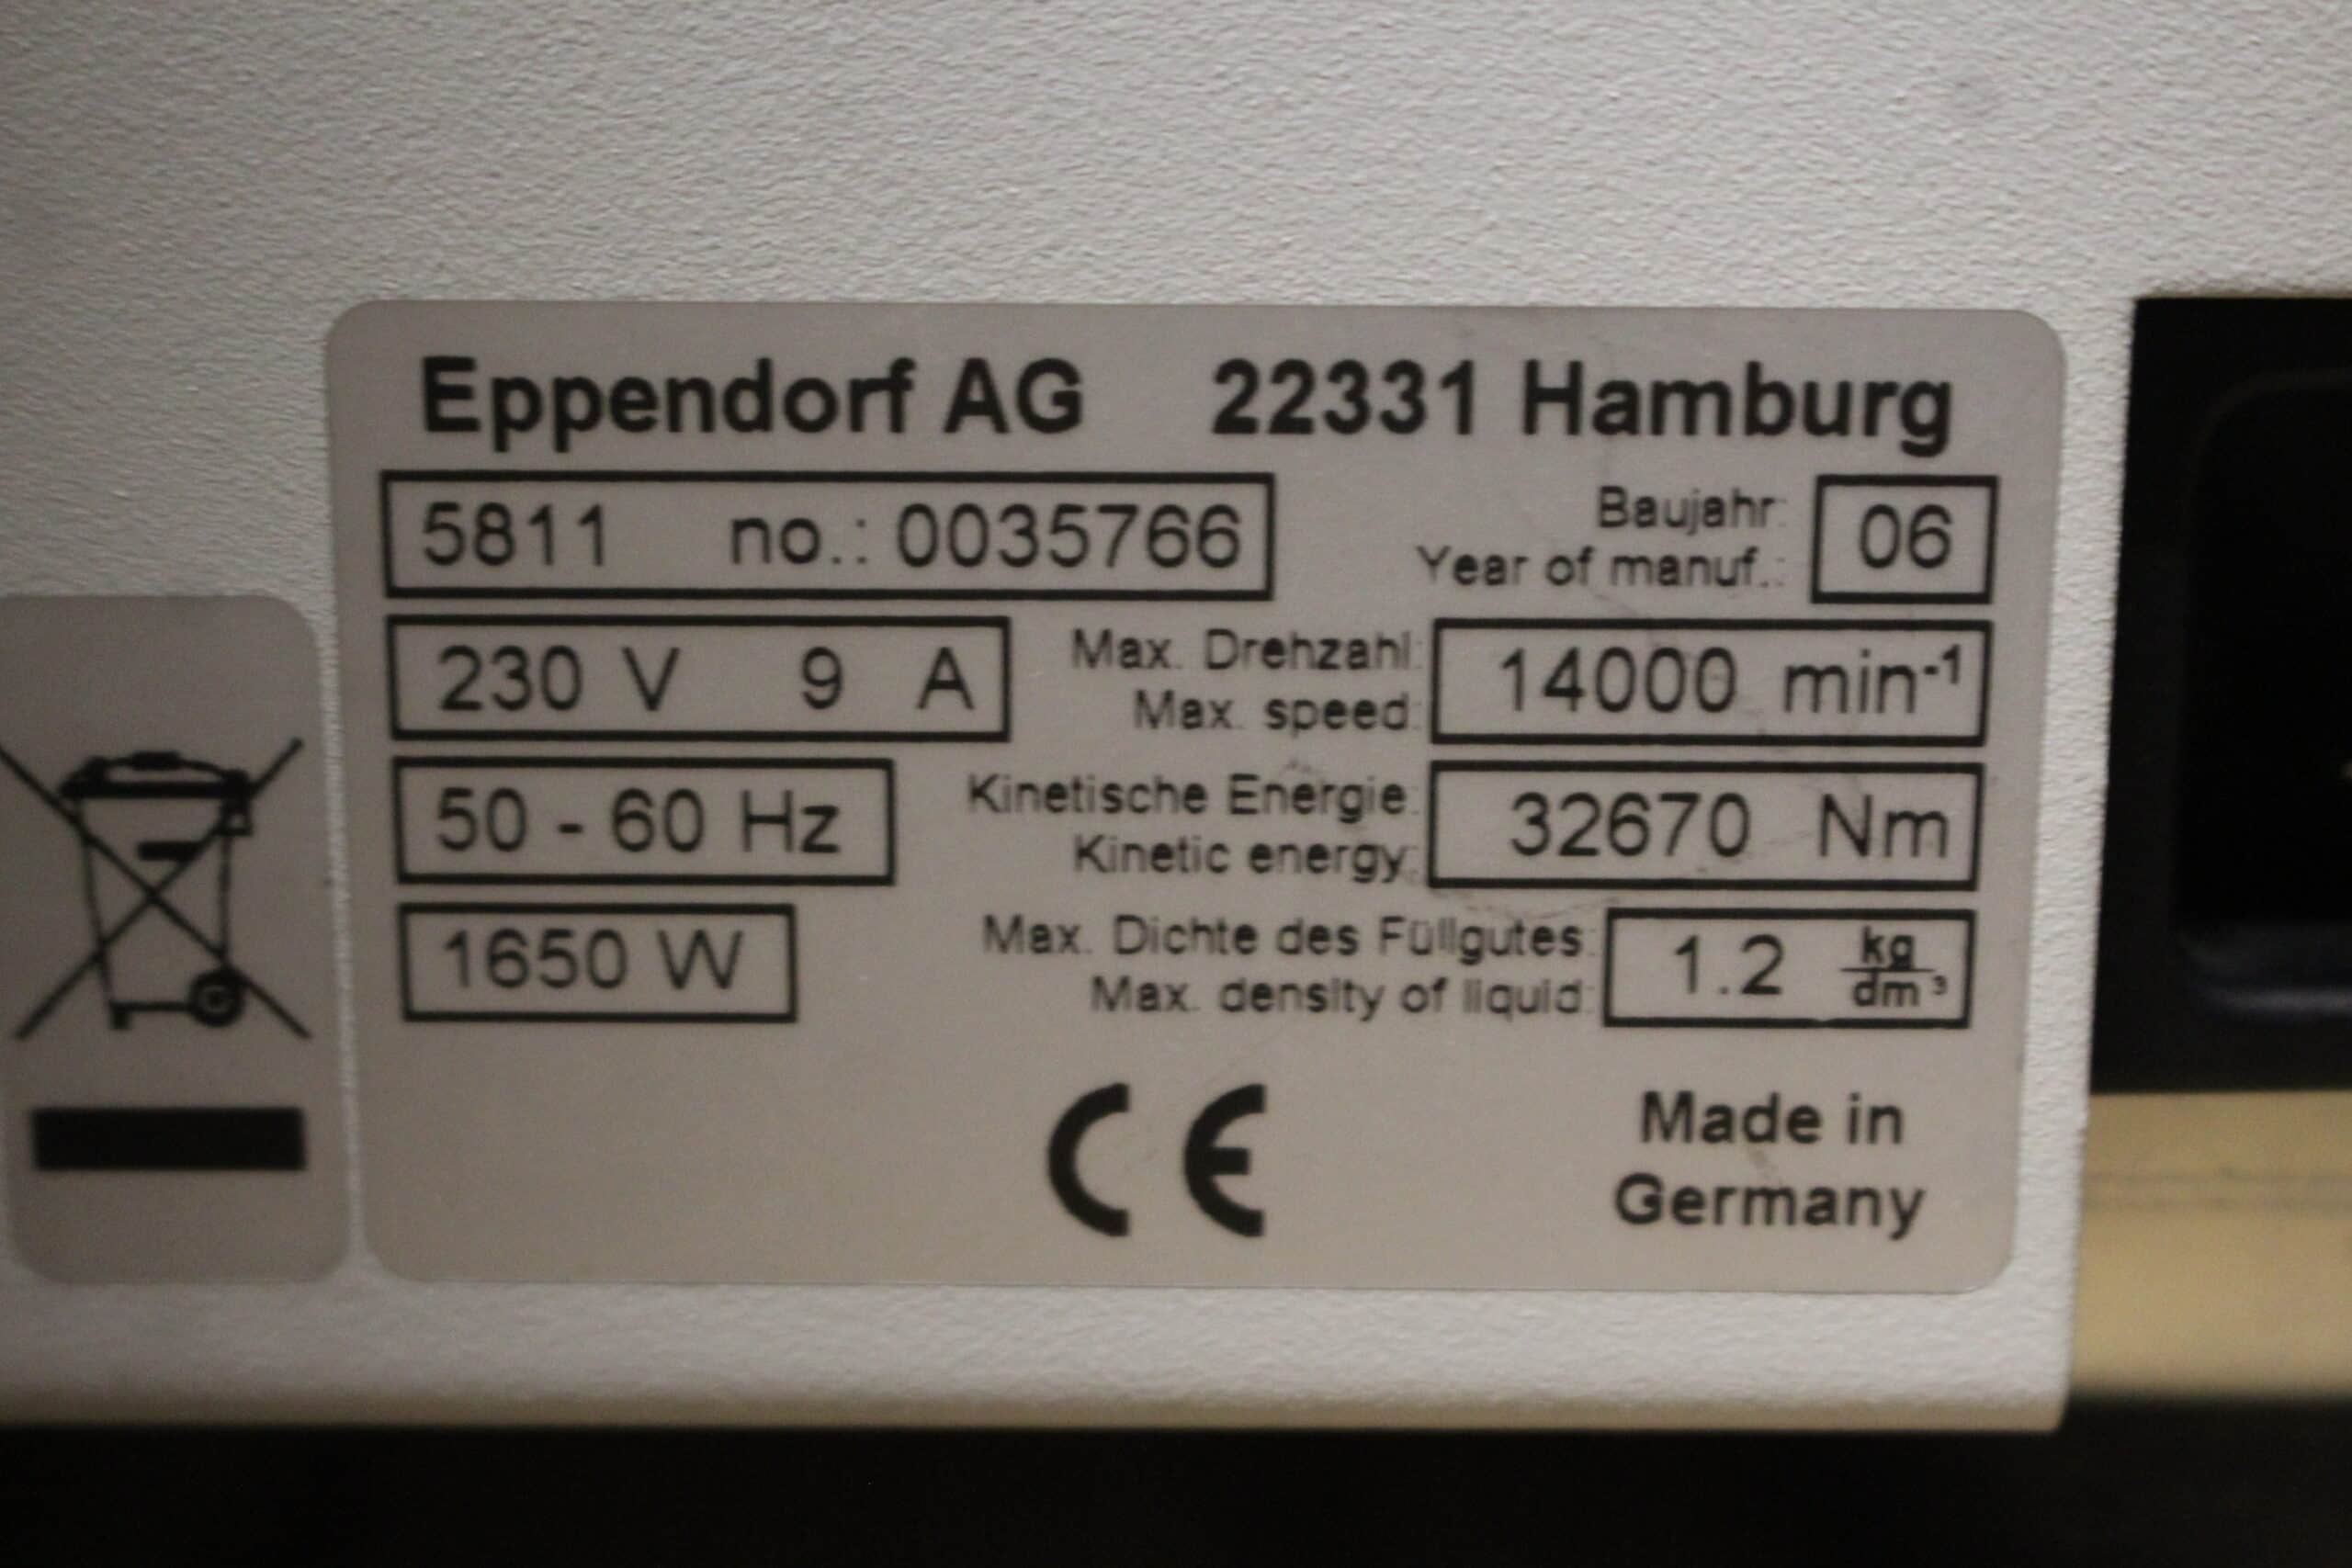 Eppendorf AG 22331 Hamburg
5811 no.: 0035766
Baujahr:
Year of manuf.:
06
230 V 9 A
Max. Drehzahl:
Max. speed:
14000 min⁻¹
50 - 60 Hz
Kinetische Energie:
Kinetic energy:
32670 Nm
1650 W
Max. Dichte des Füllgutes:
Max. density of liquid:
1.2 kg/dm³
CE
Made in
Germany